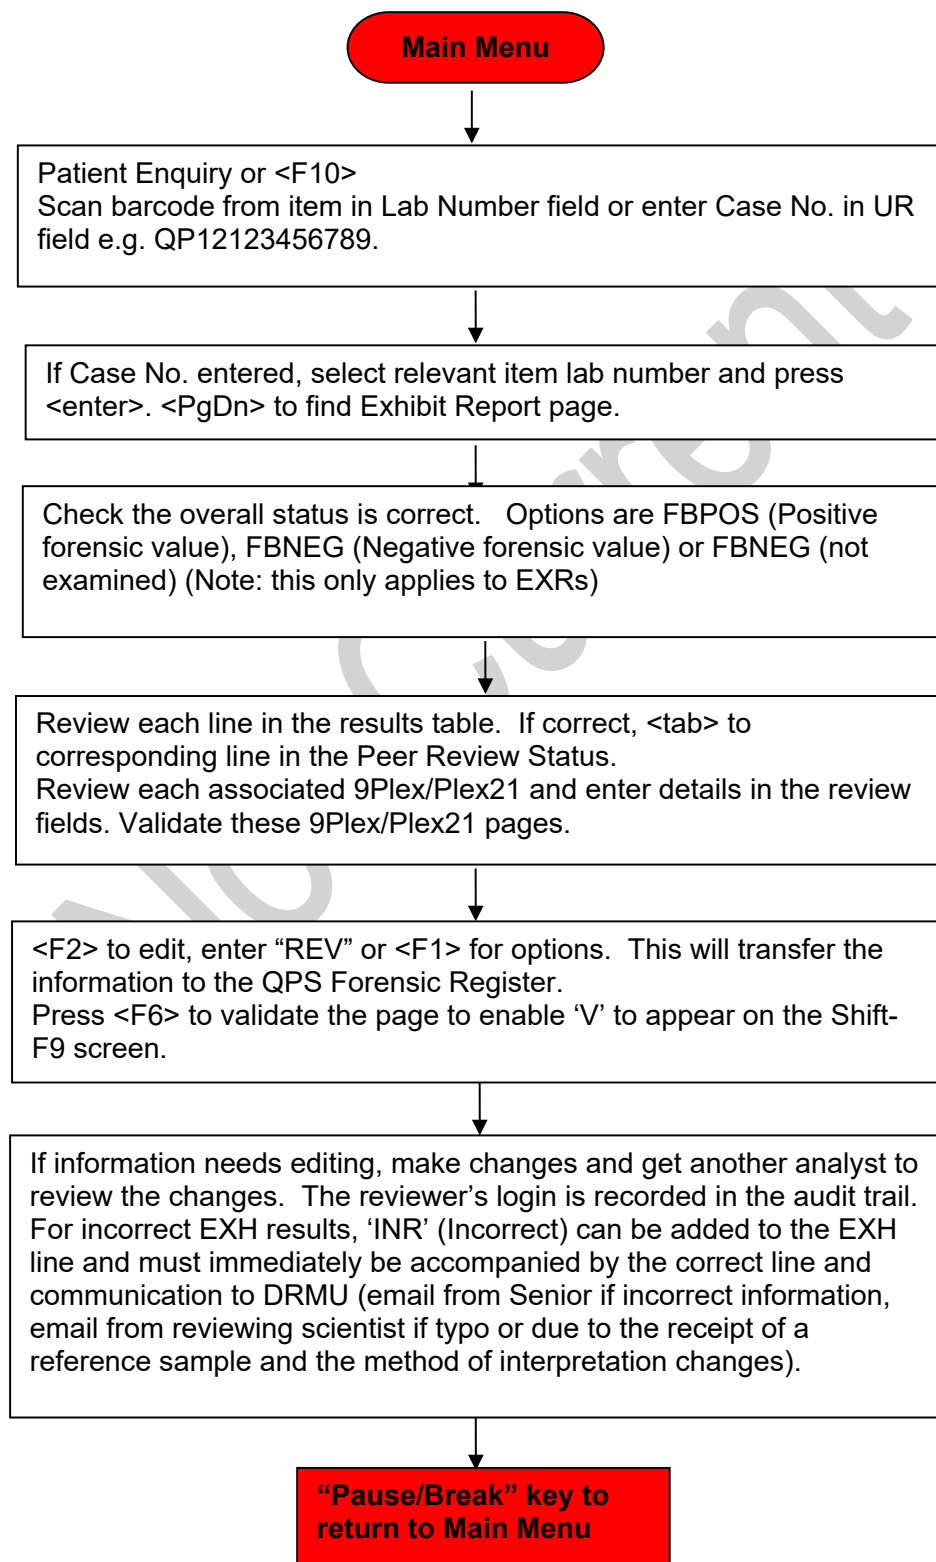 Main Menu
Patient Enquiry or <F10>
Scan barcode from item in Lab Number field or enter Case No. in UR
field e.g. QP12123456789.
If Case No. entered, select relevant item lab number and press
<enter>. <PgDn> to find Exhibit Report page.
Check the overall status is correct.   Options are FBPOS (Positive
forensic value), FBNEG (Negative forensic value) or FBNEG (not
examined) (Note: this only applies to EXRs)
Review each line in the results table.  If correct, <tab> to
corresponding line in the Peer Review Status.
Review each associated 9Plex/Plex21 and enter details in the review
fields. Validate these 9Plex/Plex21 pages.
<F2> to edit, enter “REV” or <F1> for options.  This will transfer the
information to the QPS Forensic Register.
Press <F6> to validate the page to enable ‘V’ to appear on the Shift-
F9 screen.
If information needs editing, make changes and get another analyst to
review the changes.  The reviewer’s login is recorded in the audit trail.
For incorrect EXH results, ‘INR’ (Incorrect) can be added to the EXH
line and must immediately be accompanied by the correct line and
communication to DRMU (email from Senior if incorrect information,
email from reviewing scientist if typo or due to the receipt of a
reference sample and the method of interpretation changes).
“Pause/Break” key to
return to Main Menu